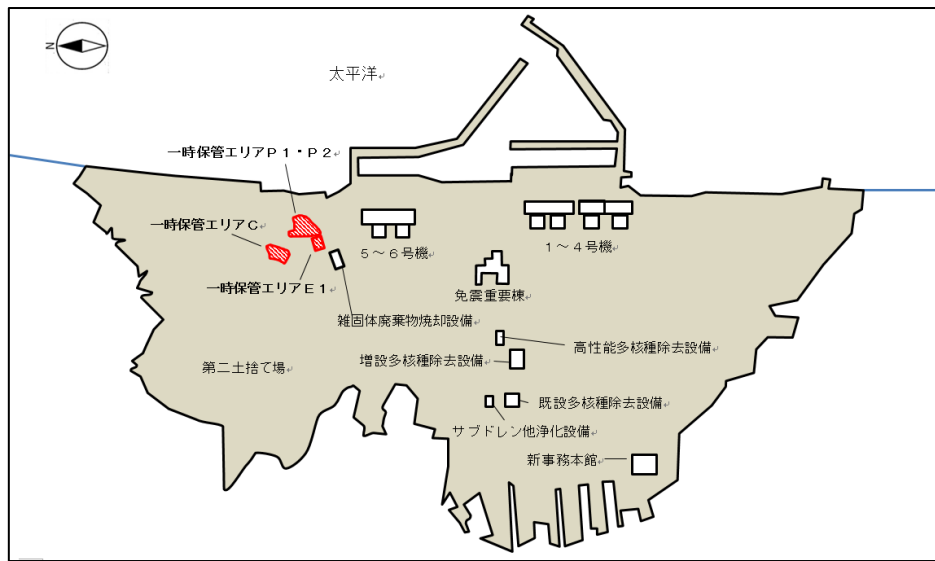 N
太平洋
一時保管エリアP1・P2
一時保管エリアC
一時保管エリアE1
5～6号機
1～4号機
免震重要棟
雑固体廃棄物焼却設備
高性能多核種除去設備
増設多核種除去設備
第二土捨て場
既設多核種除去設備
サブドレン他浄化設備
新事務本館